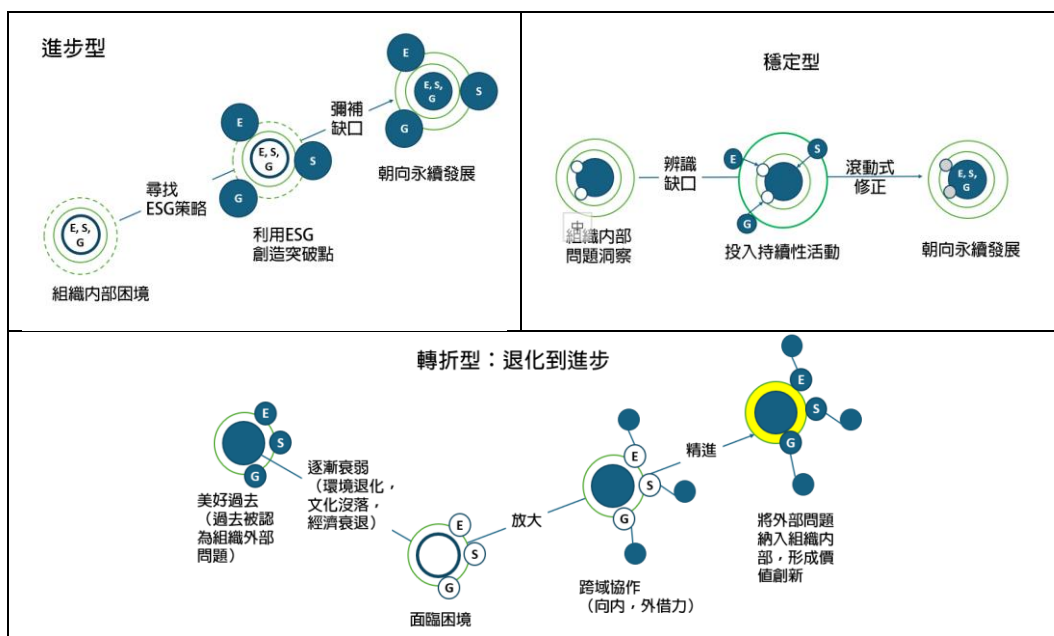 進步型
E
S
G
E, S,
G
彌補
缺口
朝向永續發展
E
S
G
E, S,
G
尋找
ESG策略
利用ESG
創造突破點
E, S,
G
組織內部困境
穩定型
辨識
缺口
E
S
G
滾動式
修正
E, S,
G
中
組織內部
問題洞察
投入持續性活動
朝向永續發展
轉折型：退化到進步
E
S
G
美好過去
（過去被認
為組織外部
問題）
逐漸衰弱
（環境退化，
文化沒落，
經濟衰退）
E
S
G
面臨困境
放大
E
S
G
跨域協作
（向內，外借力）
精進
E
S
G
將外部問題
納入組織內
部，形成價
值創新